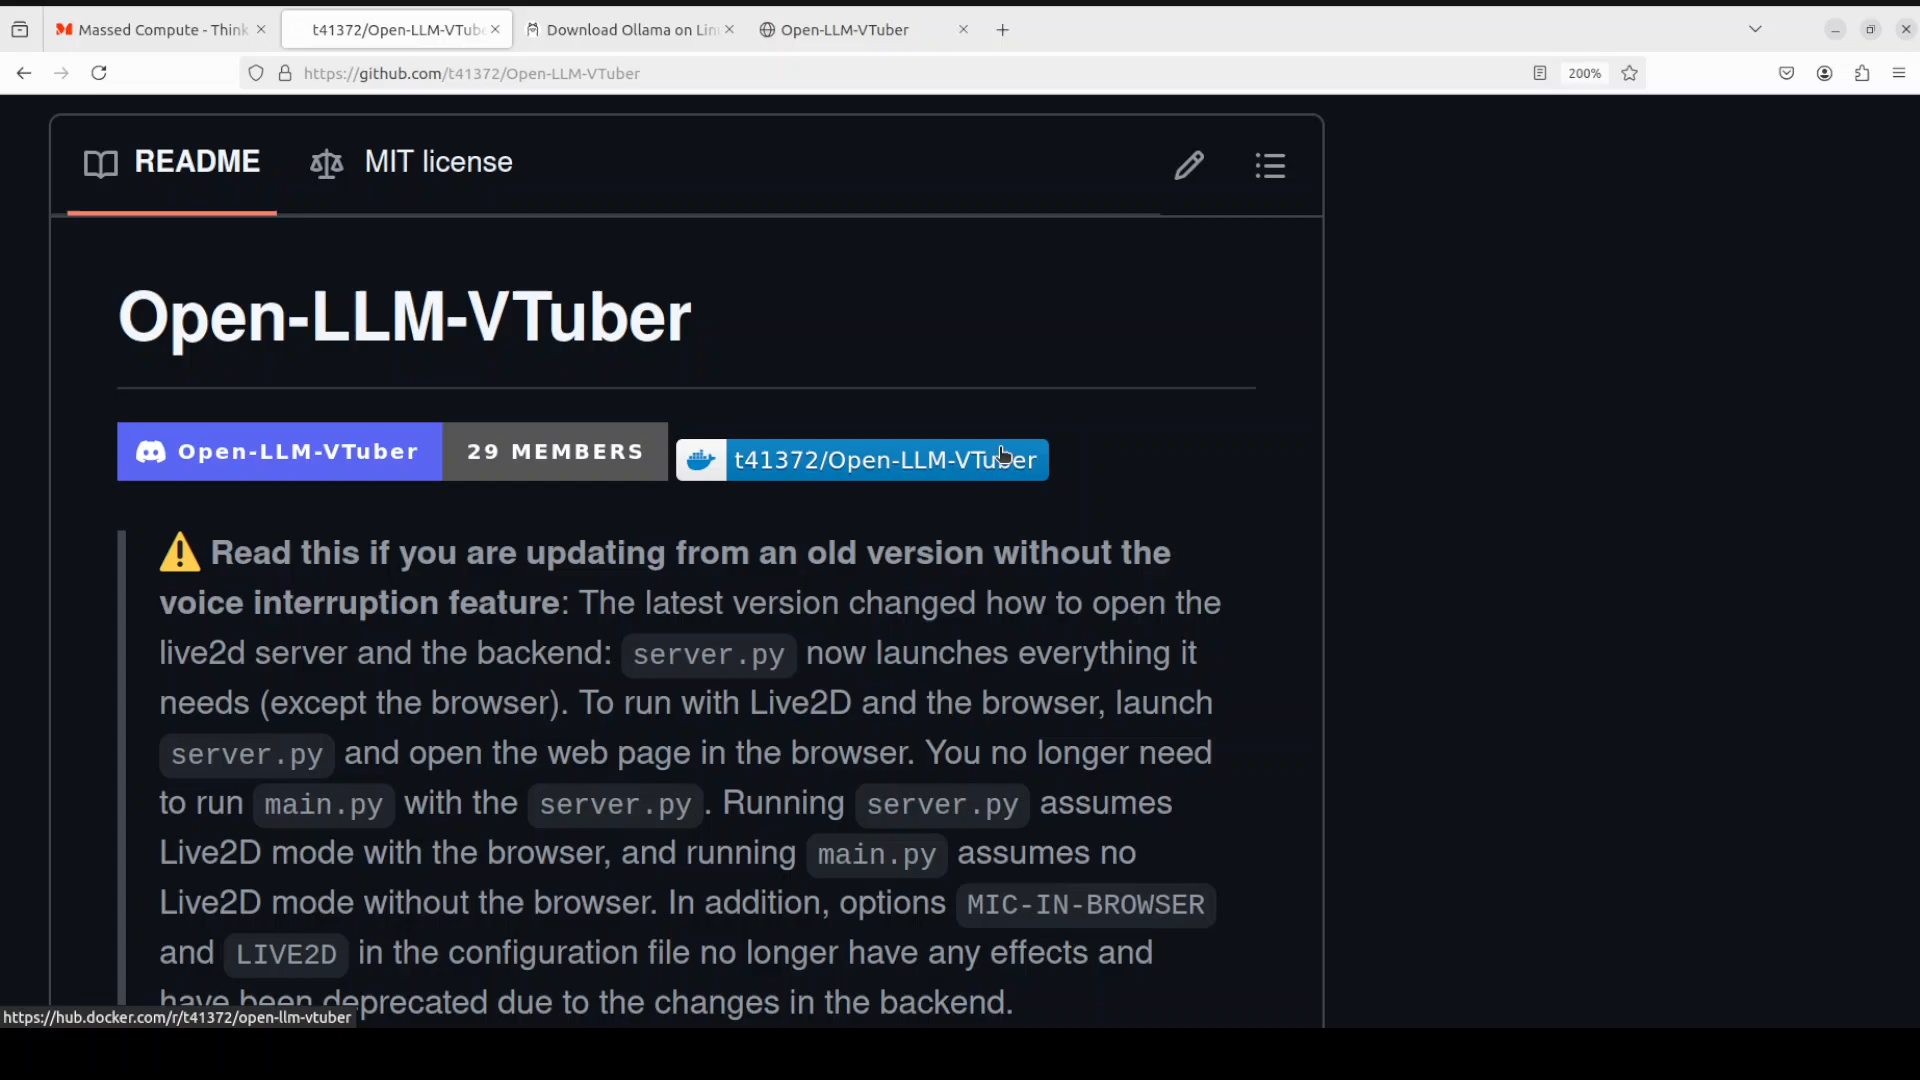 Massed Compute - Think
t41372/Open-LLM-VTube
Download Ollama on Lin
Open-LLM-VTuber
https://github.com/t41372/Open-LLM-VTuber
200%
README
MIT license
Open-LLM-VTuber
Open-LLM-VTuber 29 MEMBERS
t41372/Open-LLM-VTuber
Read this if you are updating from an old version without the
voice interruption feature: The latest version changed how to open the
live2d server and the backend: server.py now launches everything it
needs (except the browser). To run with Live2D and the browser, launch
server.py and open the web page in the browser. You no longer need
to run main.py with the server.py. Running server.py assumes
Live2D mode with the browser, and running main.py assumes no
Live2D mode without the browser. In addition, options MIC-IN-BROWSER
and LIVE2D in the configuration file no longer have any effects and
have been deprecated due to the changes in the backend.
https://hub.docker.com/r/t41372/open-llm-vtuber